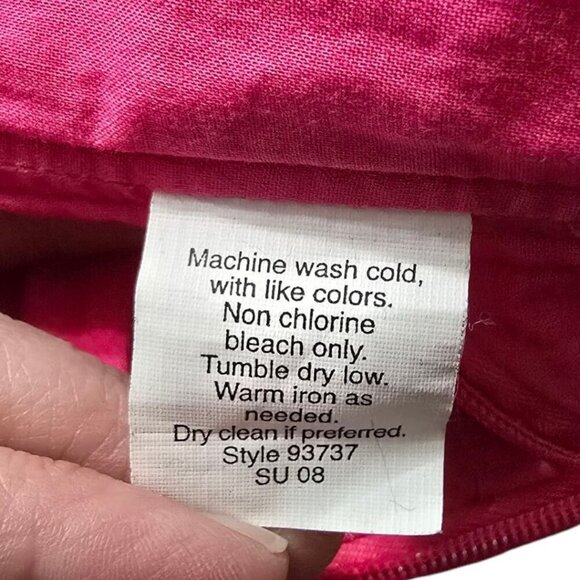 Machine wash cold,
with like colors.
Non chlorine
bleach only.
Tumble dry low.
Warm iron as
needed.
Dry clean if preferred.
Style 93737
SU 08